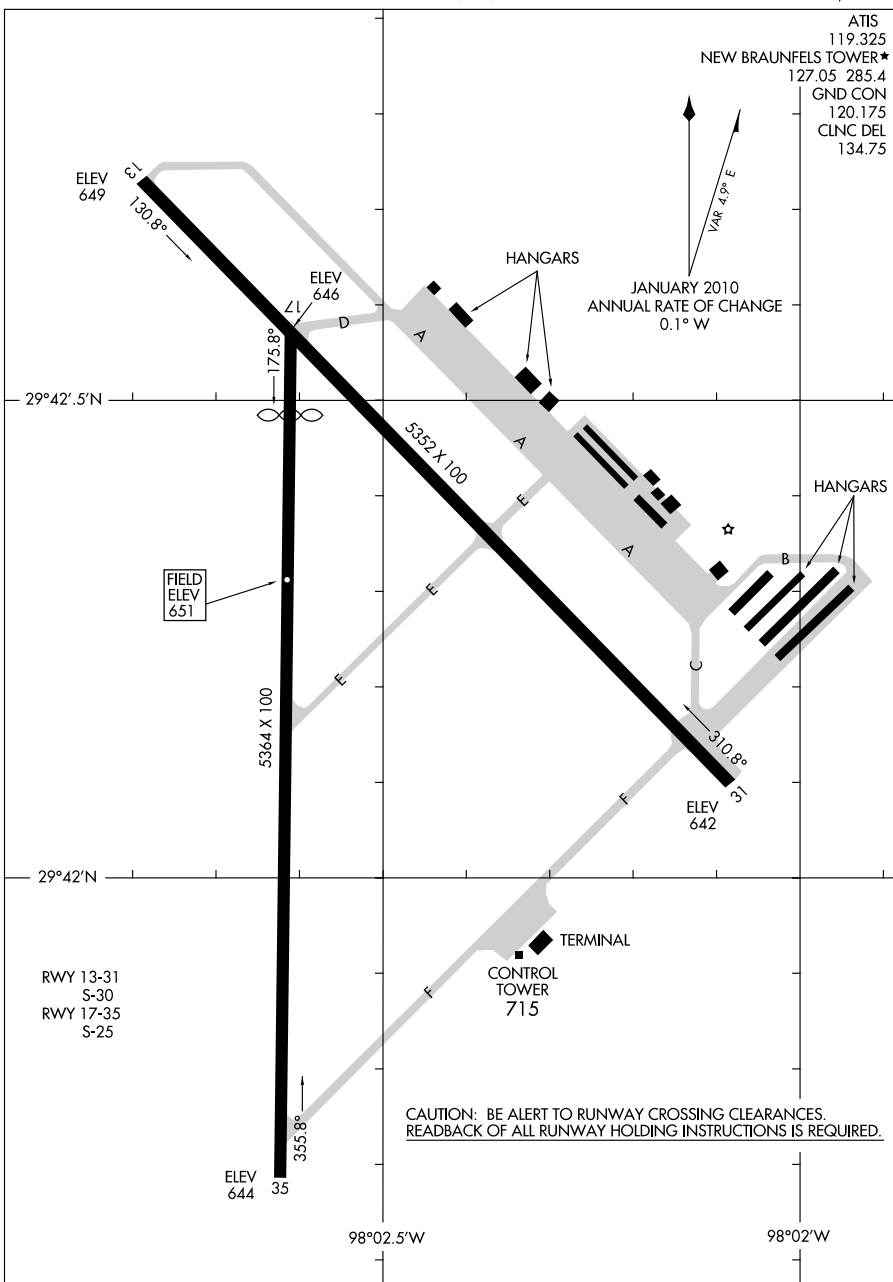 ATIS
119.325
NEW BRAUNFELS TOWER★
127.05 285.4
GND CON
120.175
CLNC DEL
134.75
VAR 4.9° E
JANUARY 2010
ANNUAL RATE OF CHANGE
0.1° W
ELEV
649
13
130.8°
HANGARS
ELEV
646
17
D
A
175.8°
29°42.5'N
5352 X 100
A
E
HANGARS
A
B
FIELD
ELEV
651
E
E
C
5364 X 100
310.8°
31
F
ELEV
642
29°42'N
TERMINAL
CONTROL
TOWER
715
RWY 13-31
S-30
RWY 17-35
S-25
F
CAUTION: BE ALERT TO RUNWAY CROSSING CLEARANCES.
READBACK OF ALL RUNWAY HOLDING INSTRUCTIONS IS REQUIRED.
355.8°
ELEV
644
35
98°02.5'W
98°02'W